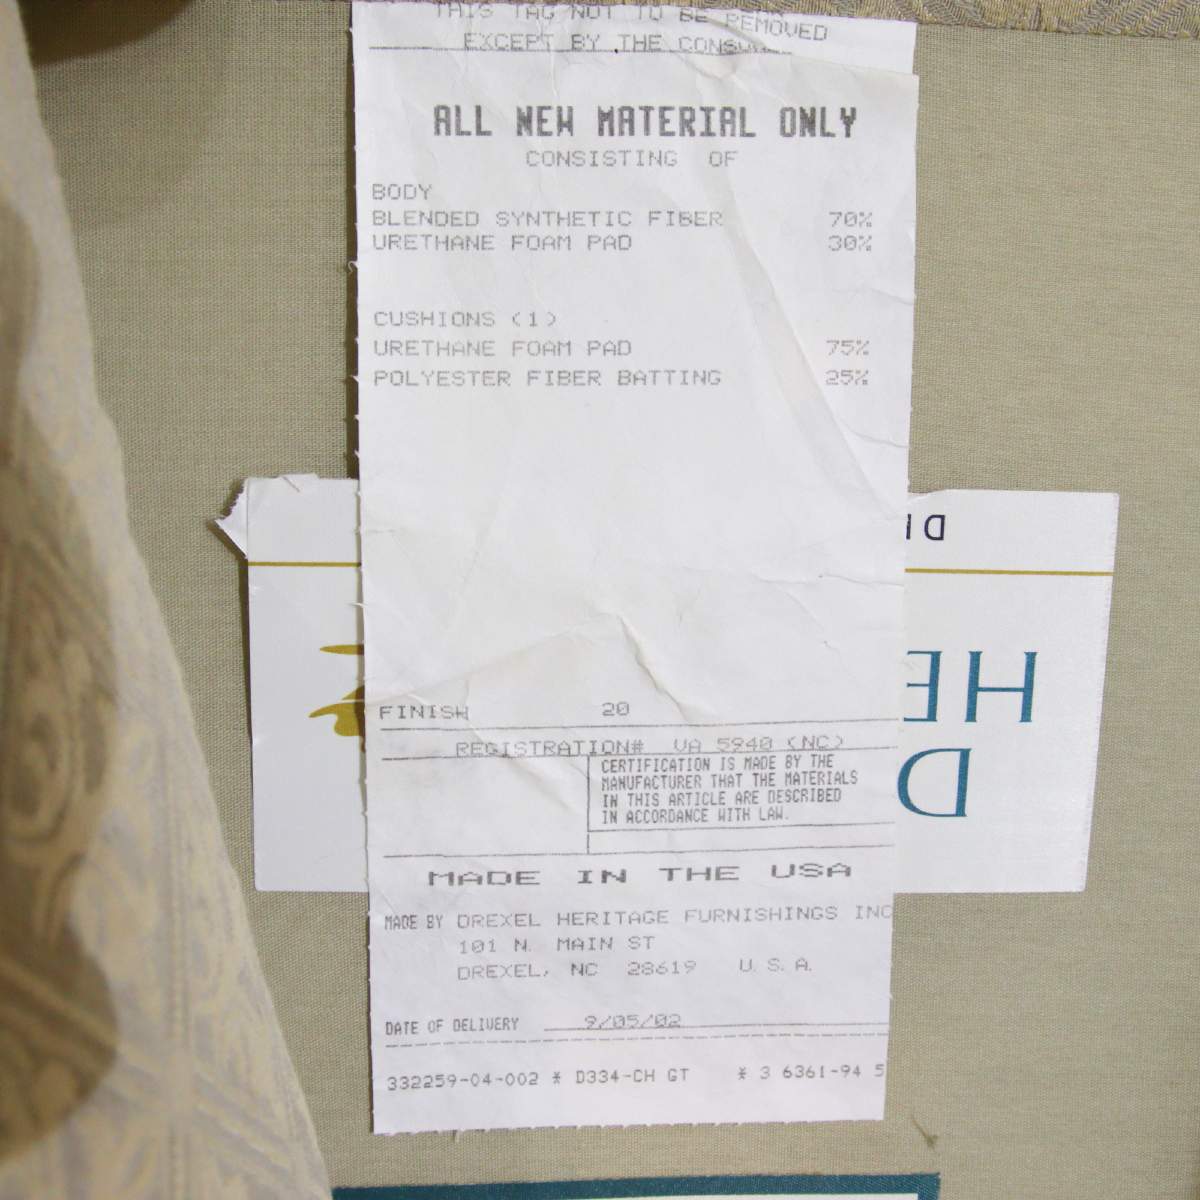 THIS TAG NOT TO BE REMOVED
EXCEPT BY THE
ALL NEW MATERIAL ONLY
CONSISTING OF
BODY
BLENDED SYNTHETIC FIBER 70%
URETHANE FOAM PAD 30%
CUSHIONS (1)
URETHANE FOAM PAD 75%
POLYESTER FIBER BATTING 25%
FINISH 20
REGISTRATION# VA 5940 (NC)
CERTIFICATION IS MADE BY THE
MANUFACTURER THAT THE MATERIALS
IN THIS ARTICLE ARE DESCRIBED
IN ACCORDANCE WITH LAW.
MADE IN THE USA
MADE BY DREXEL HERITAGE FURNISHINGS INC
101 N. MAIN ST
DREXEL, NC 28619 U.S.A.
DATE OF DELIVERY 9/05/02
332259-04-002 * D334-CH GT * 3 6361-94 5
D
HE
D